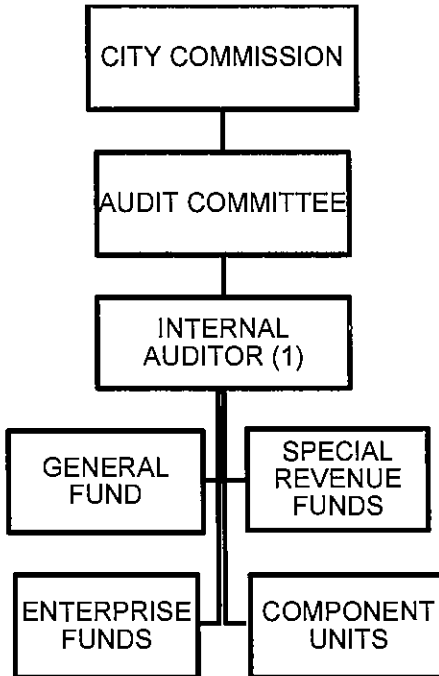 CITY COMMISSION
AUDIT COMMITTEE
INTERNAL
AUDITOR (1)
GENERAL
FUND
SPECIAL
REVENUE
FUNDS
ENTERPRISE
FUNDS
COMPONENT
UNITS